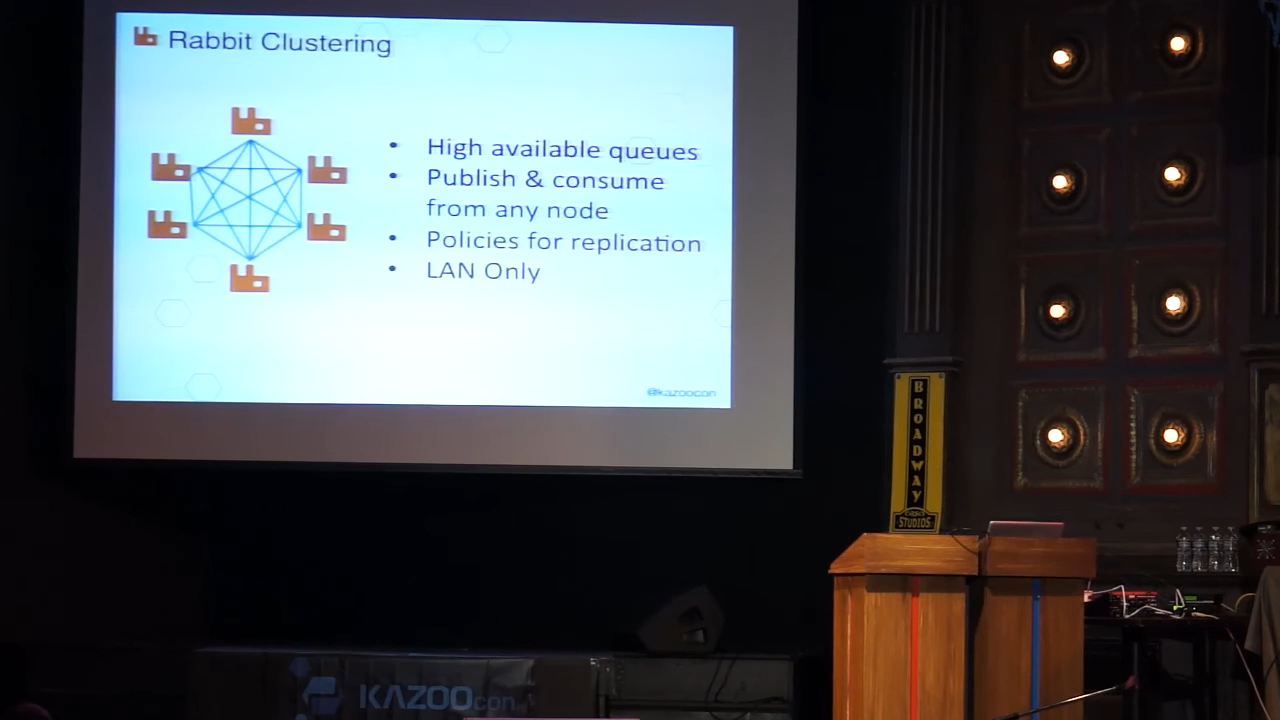 Rabbit Clustering
• High available queues
• Publish & consume
from any node
• Policies for replication
• LAN Only
@kazoocon
BROADWAY
STUDIOS
KAZOOcon